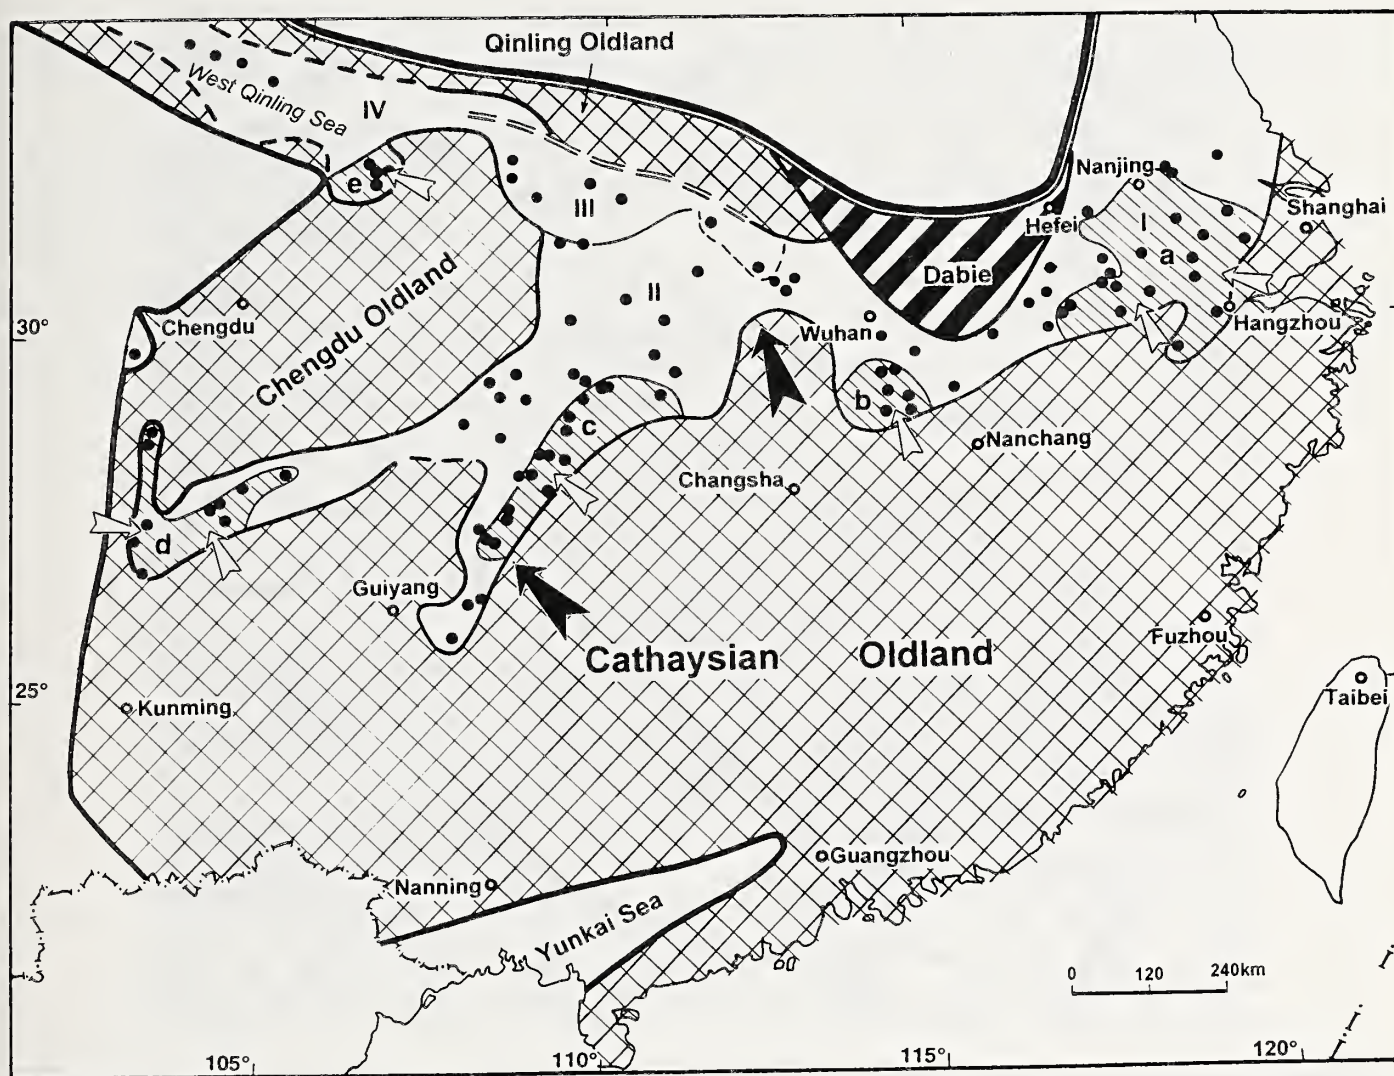 Qinling Oldland
West Qinling Sea
IV
Nanjing
e
III
I
Shanghai
Hefei
a
Dabie
Chengdu Oldland
II
30°
Chengdu
Wuhan
Hangzhou
b
c
Nanchang
Changsha
d
Guiyang
Fuzhou
Cathaysian Oldland
25°
Kunming
Taibei
Guangzhou
Nanning
Yunkai Sea
0 120 240km
105° 110° 115° 120°